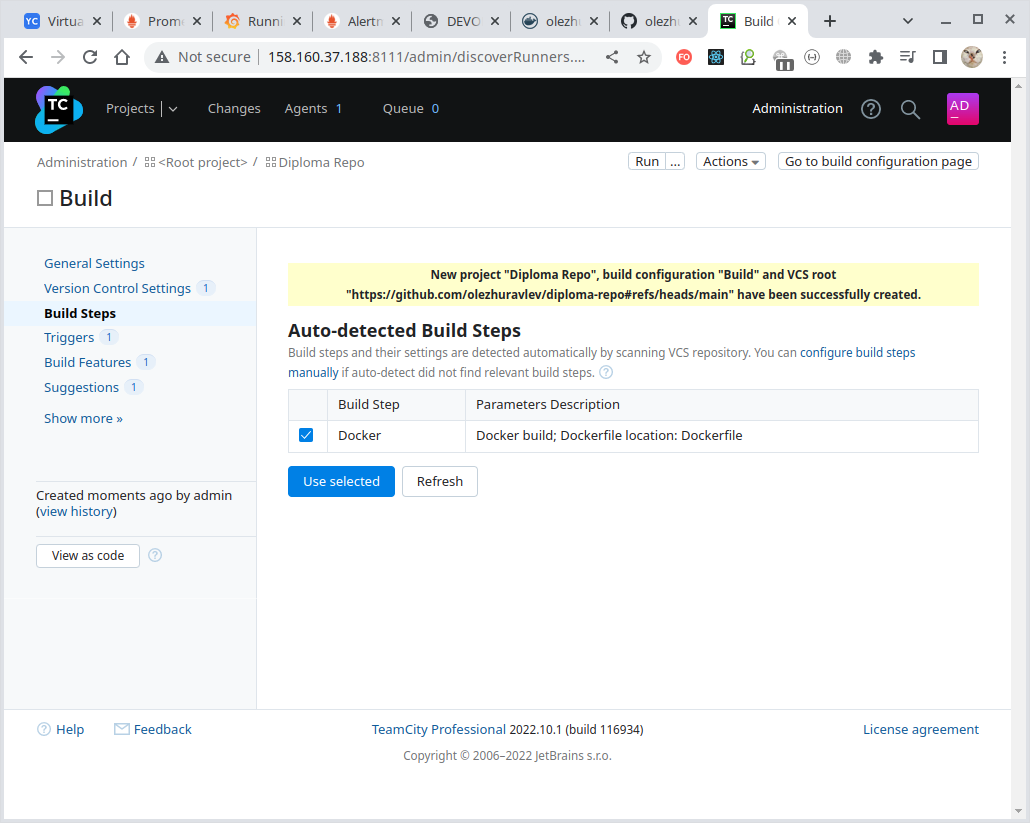 YC Virtua
Prome
Runni
Alertm
DEVO
olezhu
olezhu
TC Build
Not secure 158.160.37.188:8111/admin/discoverRunners....
FO
TC
Projects
Changes
Agents 1
Queue 0
Administration
AD
Administration / <Root project> / Diploma Repo
Run ... Actions Go to build configuration page
Build
General Settings
Version Control Settings 1
Build Steps
Triggers 1
Build Features 1
Suggestions 1
Show more »
Created moments ago by admin
(view history)
View as code
New project "Diploma Repo", build configuration "Build" and VCS root
"https://github.com/olezhuravlev/diploma-repo#refs/heads/main" have been successfully created.
Auto-detected Build Steps
Build steps and their settings are detected automatically by scanning VCS repository. You can configure build steps
manually if auto-detect did not find relevant build steps.
Build Step Parameters Description
Docker Docker build; Dockerfile location: Dockerfile
Use selected Refresh
Help Feedback TeamCity Professional 2022.10.1 (build 116934) License agreement
Copyright © 2006–2022 JetBrains s.r.o.